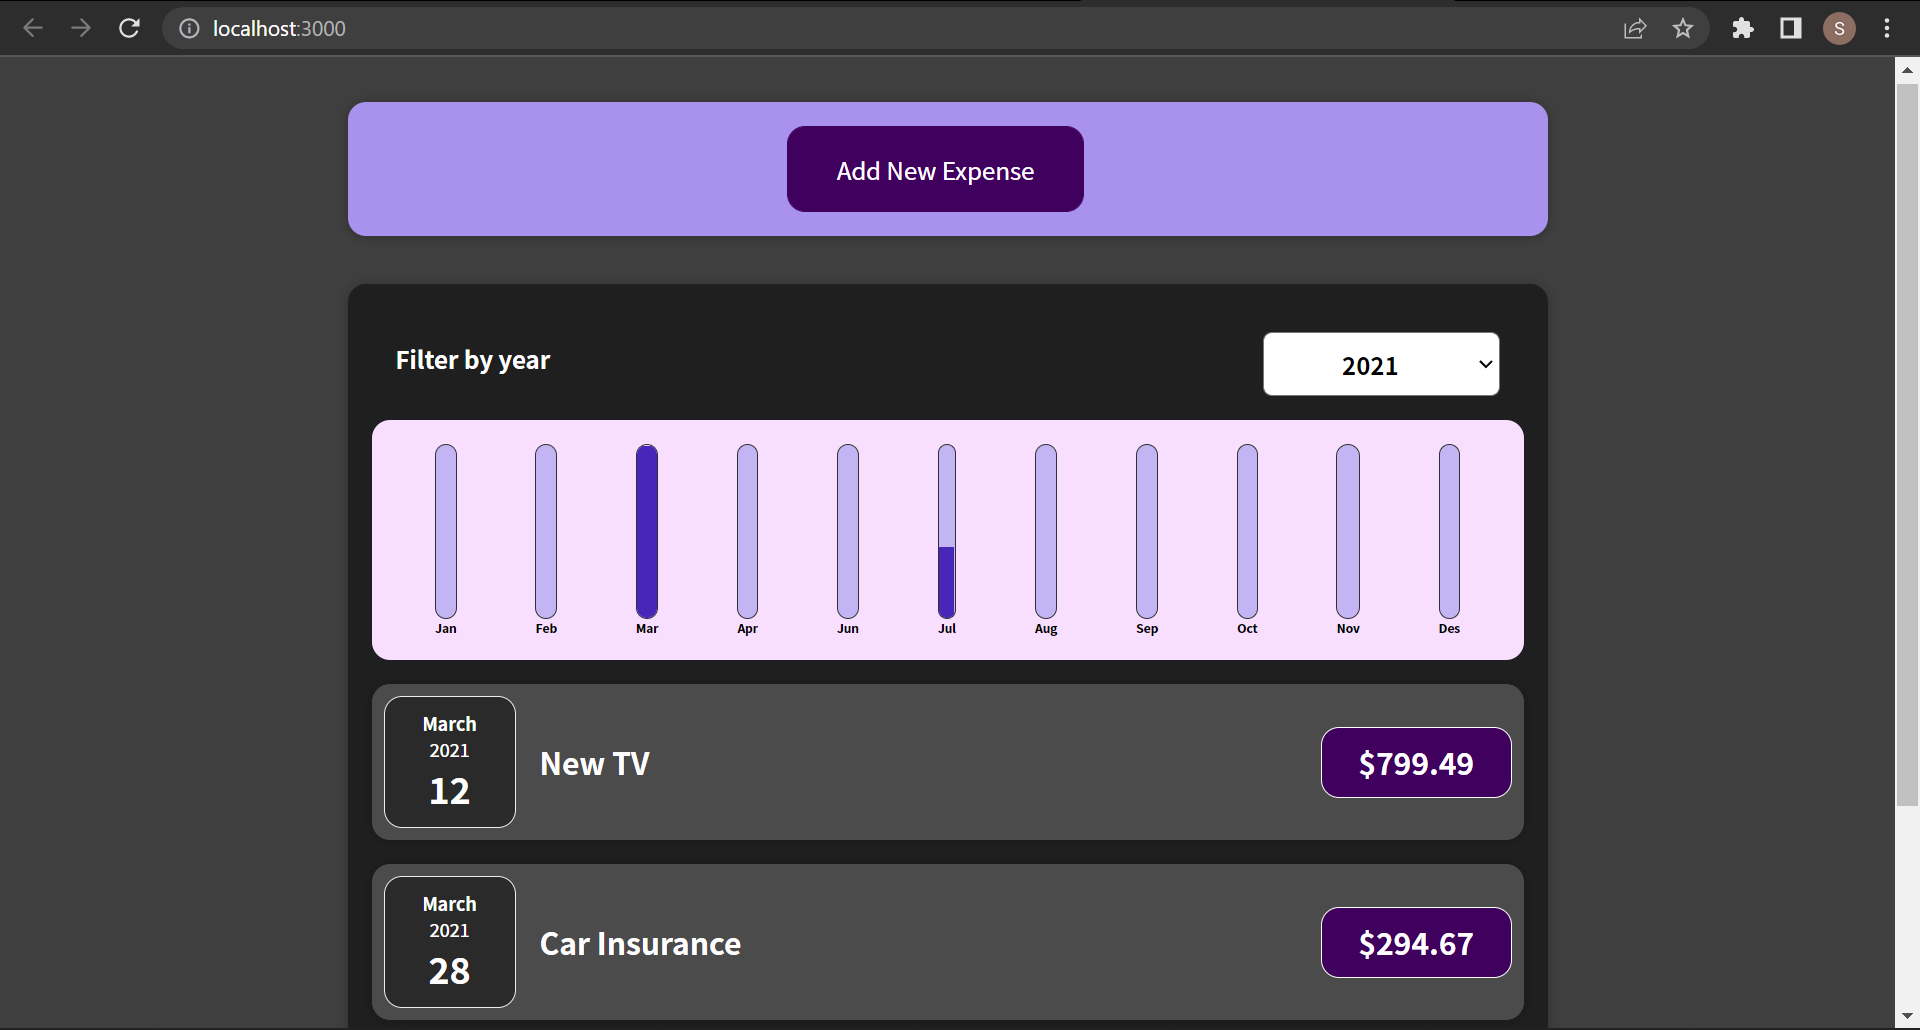 localhost:3000
S
Add New Expense
Filter by year
2021
Jan Feb Mar Apr Jun Jul Aug Sep Oct Nov Des
March
2021
12
New TV
$799.49
March
2021
28
Car Insurance
$294.67